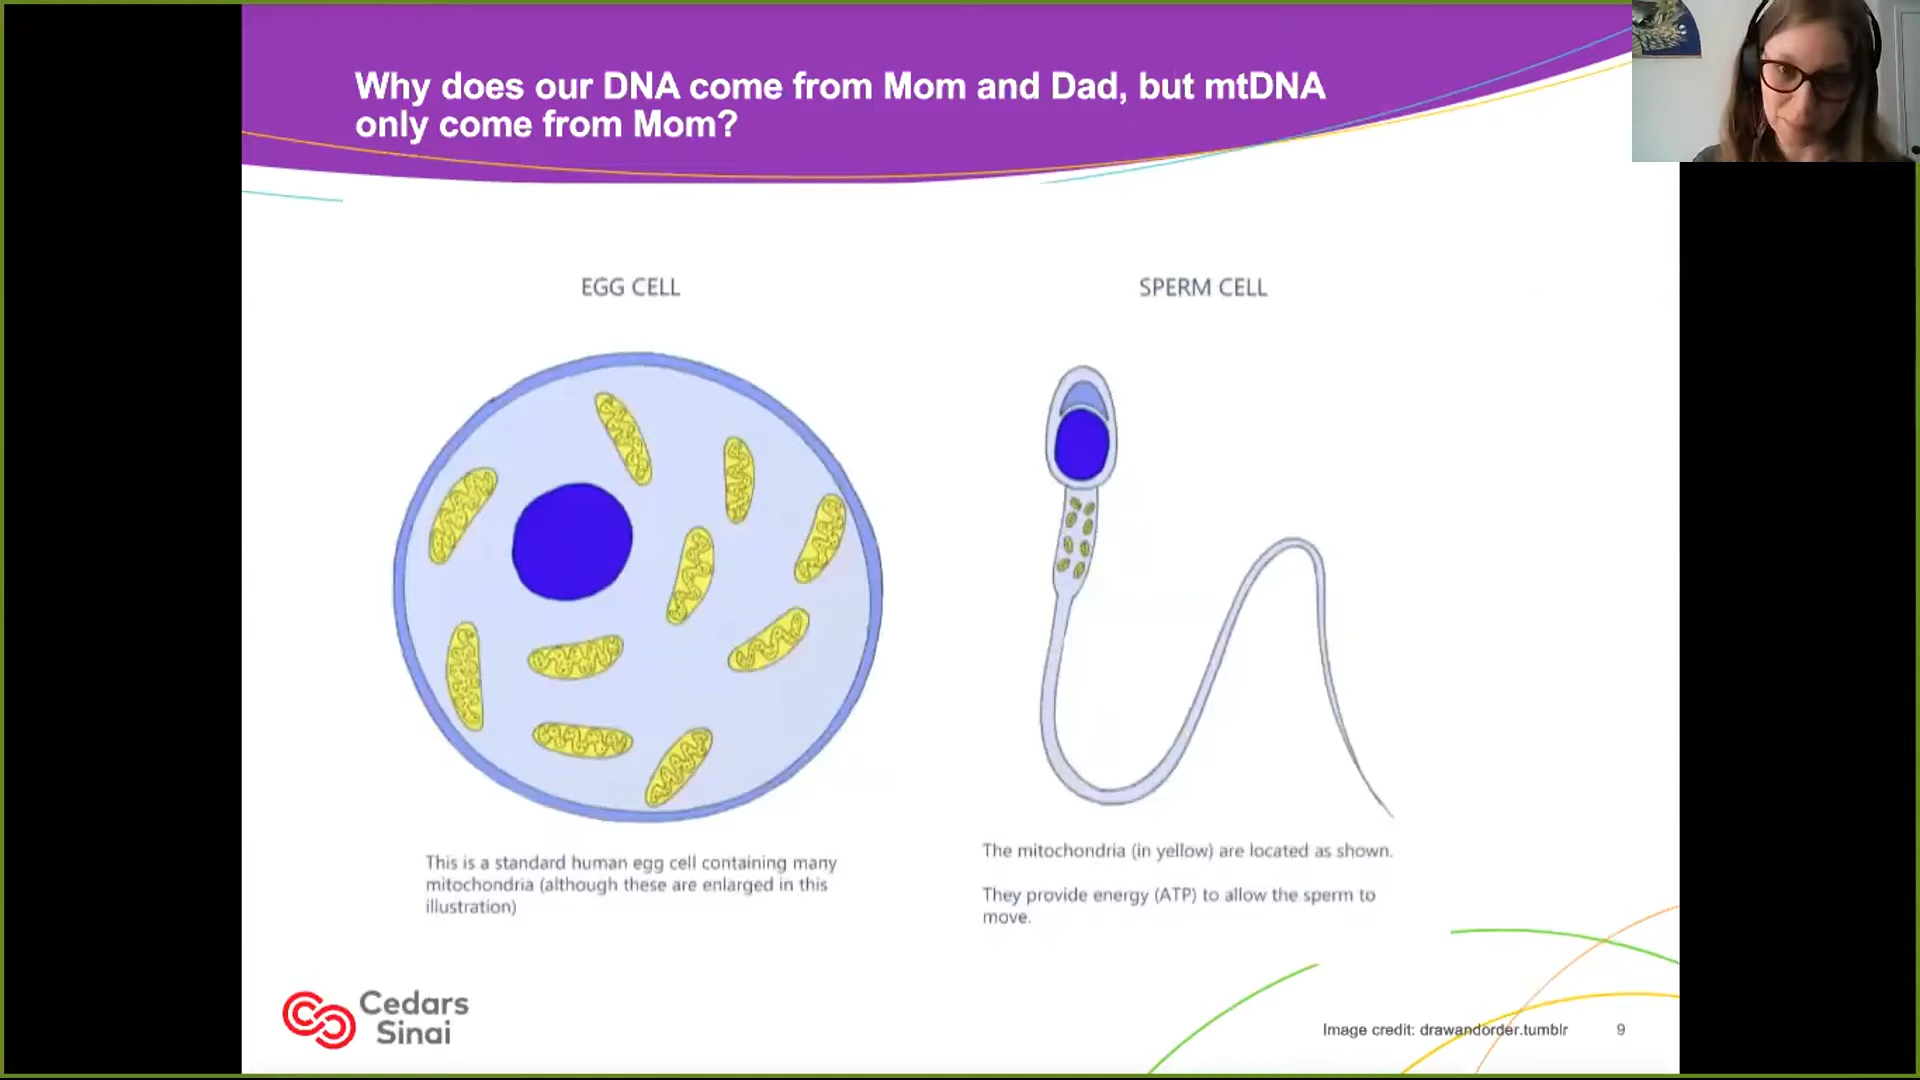 Why does our DNA come from Mom and Dad, but mtDNA
only come from Mom?
EGG CELL
SPERM CELL
This is a standard human egg cell containing many
mitochondria (although these are enlarged in this
illustration)
The mitochondria (in yellow) are located as shown.
They provide energy (ATP) to allow the sperm to
move.
Cedars
Sinai
Image credit: drawandorder.tumblr
9